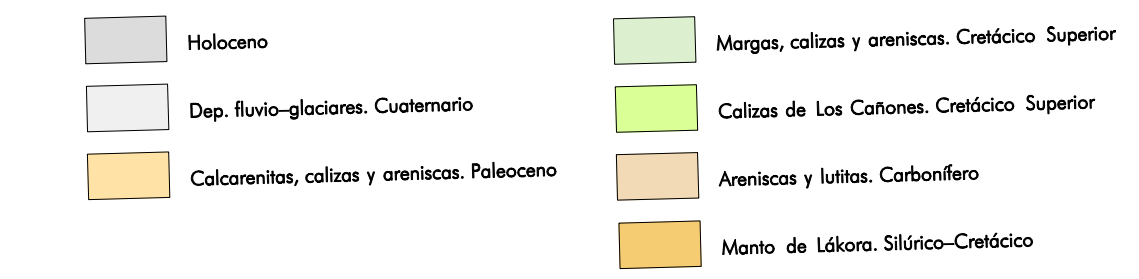 Holoceno
Dep. fluvio–glaciares. Cuaternario
Calcarenitas, calizas y areniscas. Paleoceno
Margas, calizas y areniscas. Cretácico Superior
Calizas de Los Cañones. Cretácico Superior
Areniscas y lutitas. Carbonífero
Manto de Lákora. Silúrico–Cretácico